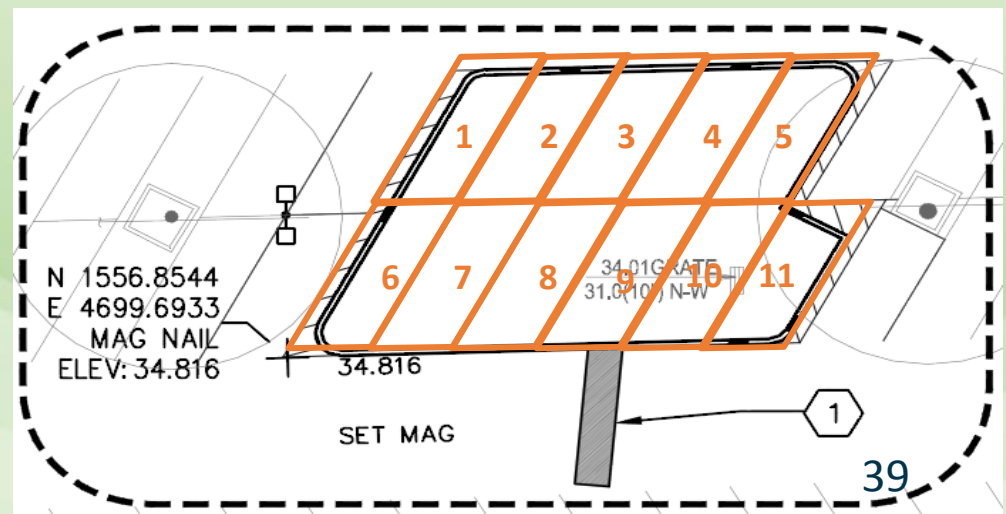 1 2 3 4 5
6 7 8 9 10 11
34.01GRATE
N-W
N 1556.8544
E 4699.6933
MAG NAIL
ELEV: 34.816
34.816
SET MAG
1
39